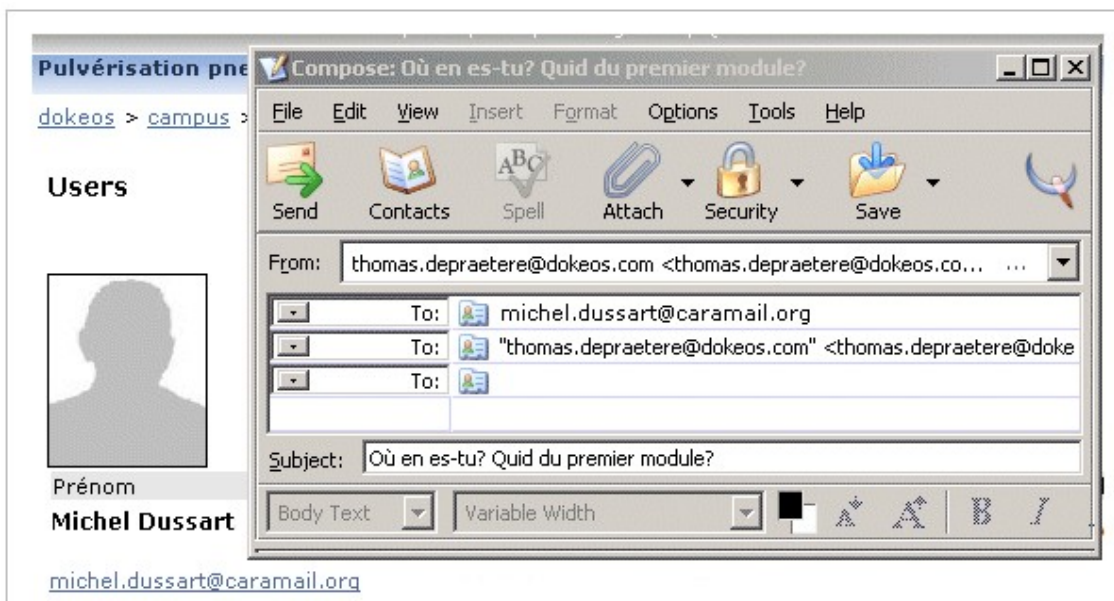 Pulvérisation pne
dokeos > campus >
Users
Prénom
Michel Dussart
michel.dussart@caramail.org
Compose: Où en es-tu? Quid du premier module?
File Edit View Insert Format Options Tools Help
ABC
Send Contacts Spell Attach Security Save
From: thomas.depraetere@dokeos.com <thomas.depraetere@dokeos.co... ...
To: michel.dussart@caramail.org
To: "thomas.depraetere@dokeos.com" <thomas.depraetere@doke
To:
Subject: Où en es-tu? Quid du premier module?
Body Text Variable Width A A B I